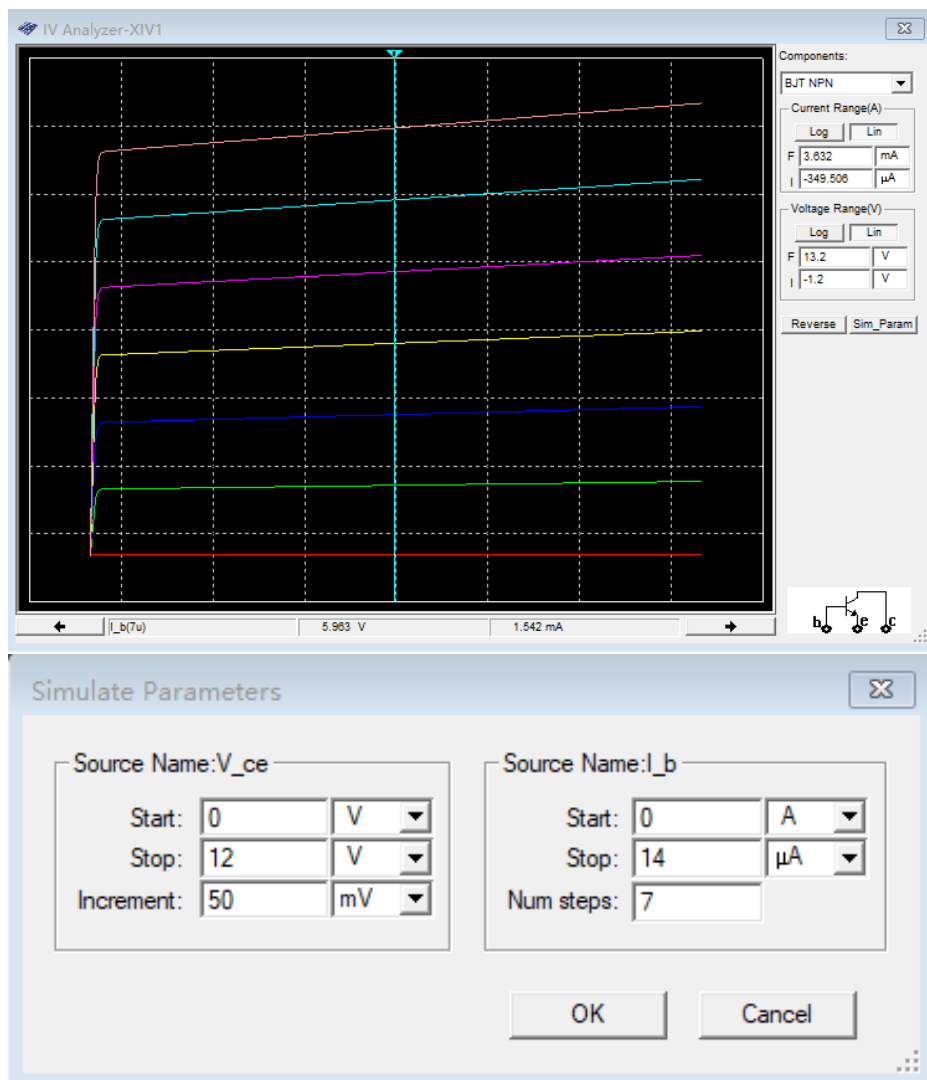 IV Analyzer-XIV1
Components:
BJT NPN
Current Range(A)
Log Lin
F 3.632 mA
I -349.506 µA
Voltage Range(V)
Log Lin
F 13.2 V
I -1.2 V
Reverse Sim_Param
I_b(7u) 5.963 V 1.542 mA
b e c
Simulate Parameters
Source Name:V_ce
Start: 0 V
Stop: 12 V
Increment: 50 mV
Source Name:I_b
Start: 0 A
Stop: 14 µA
Num steps: 7
OK Cancel